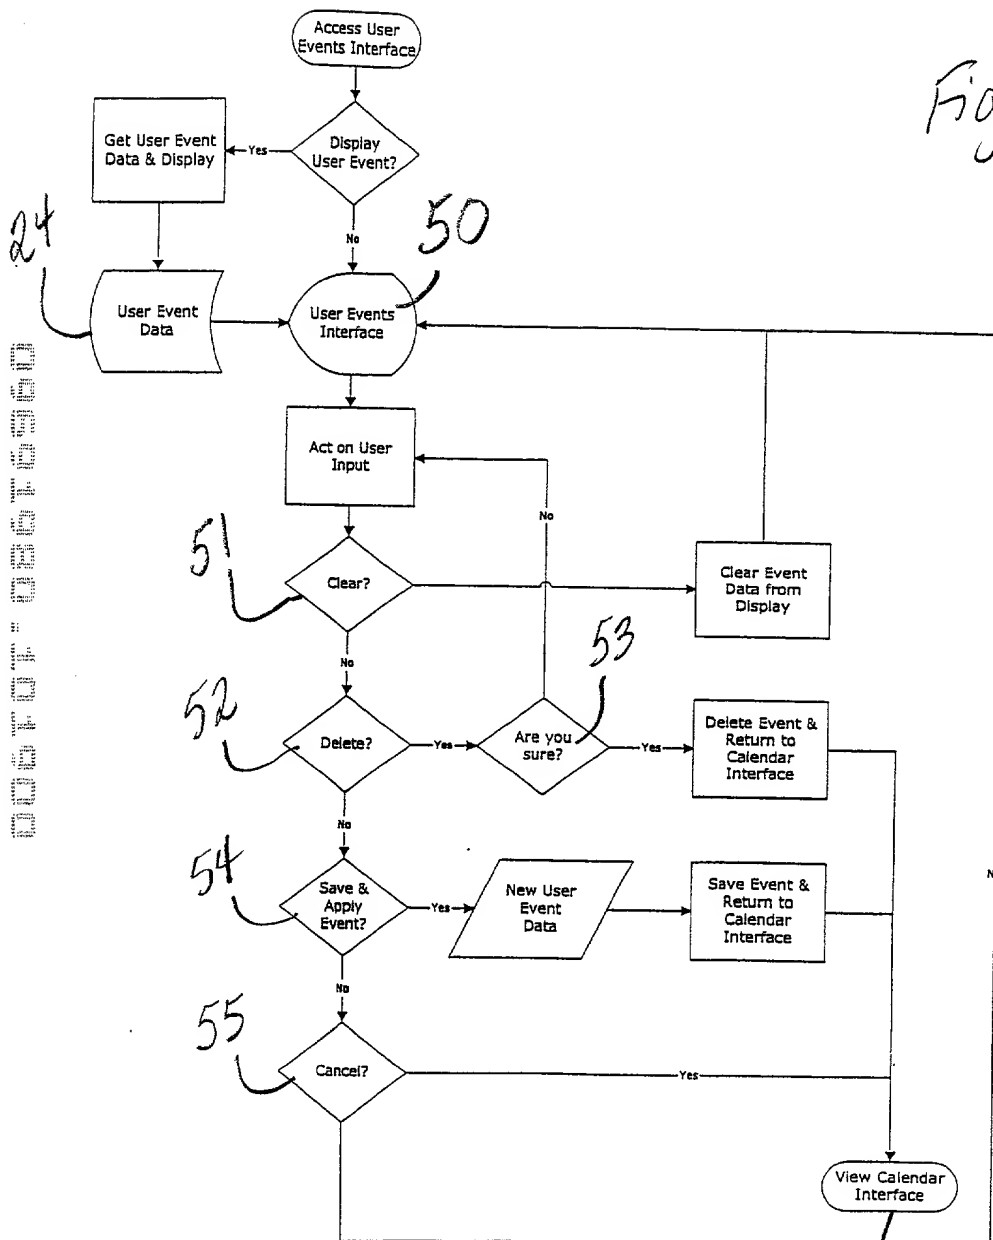 Access User
Events Interface
Fig
Get User Event
Data & Display
Yes
Display
User Event?
No
24
50
User Event
Data
User Events
Interface
Act on User
Input
No
51
Clear?
Clear Event
Data from
Display
No
53
52
Delete?
Yes
Are you
sure?
Yes
Delete Event &
Return to
Calendar
Interface
No
54
Save &
Apply
Event?
Yes
New User
Event
Data
Save Event &
Return to
Calendar
Interface
N
No
55
Cancel?
Yes
View Calendar
Interface